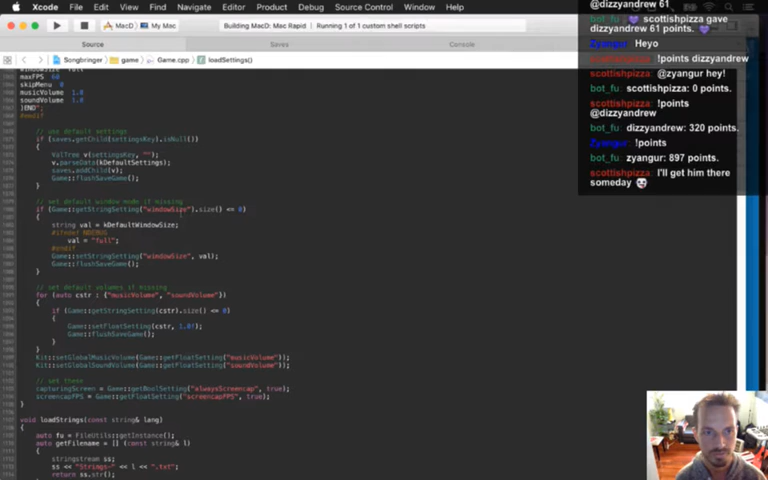 Xcode File Edit View Find Navigate Editor Product Debug Source Control Window Help
MacD My Mac Building MacD: Mac Rapid Running 1 of 1 custom shell scripts
Source Saves Console
Songbringer game Game.cpp loadSettings()
maxFPS 60
skipMenu 0
musicVolume 1.0
soundVolume 1.0
)END";
#endif
// use default settings
if (saves.getChild(settingsKey).isNull())
{
ValTree v(settingsKey, "");
v.parseData(kDefaultSettings);
saves.addChild(v);
Game::flushSaveGame();
}
// set default window mode if missing
if (Game::getStringSetting("windowSize").size() <= 0)
{
string val = kDefaultWindowSize;
#ifndef NDEBUG
val = "full";
#endif
Game::setStringSetting("windowSize", val);
Game::flushSaveGame();
}
// set default volumes if missing
for (auto cstr : {"musicVolume", "soundVolume"})
{
if (Game::getStringSetting(cstr).size() <= 0)
{
Game::setFloatSetting(cstr, 1.0f);
Game::flushSaveGame();
}
}
Kit::setGlobalMusicVolume(Game::getFloatSetting("musicVolume"));
Kit::setGlobalSoundVolume(Game::getFloatSetting("soundVolume"));
// set these
capturingScreen = Game::getBoolSetting("alwaysScreencap", true);
screencapFPS = Game::getFloatSetting("screencapFPS", true);
}
void loadStrings(const string& lang)
{
auto fu = FileUtils::getInstance();
auto getFilename = [] (const string& l)
{
stringstream ss;
ss << "Strings-" << l << ".txt";
return ss.str();
@dizzyandrew 61
bot_fu: 💜 scottishpizza gave
dizzyandrew 61 points. 💜
Zyangur: Heyo
scottishpizza: !points dizzyandrew
scottishpizza: @zyangur hey!
bot_fu: scottishpizza: 0 points.
scottishpizza: !points
@dizzyandrew
bot_fu: dizzyandrew: 320 points.
Zyangur: !points
bot_fu: zyangur: 897 points.
scottishpizza: I'll get him there
someday